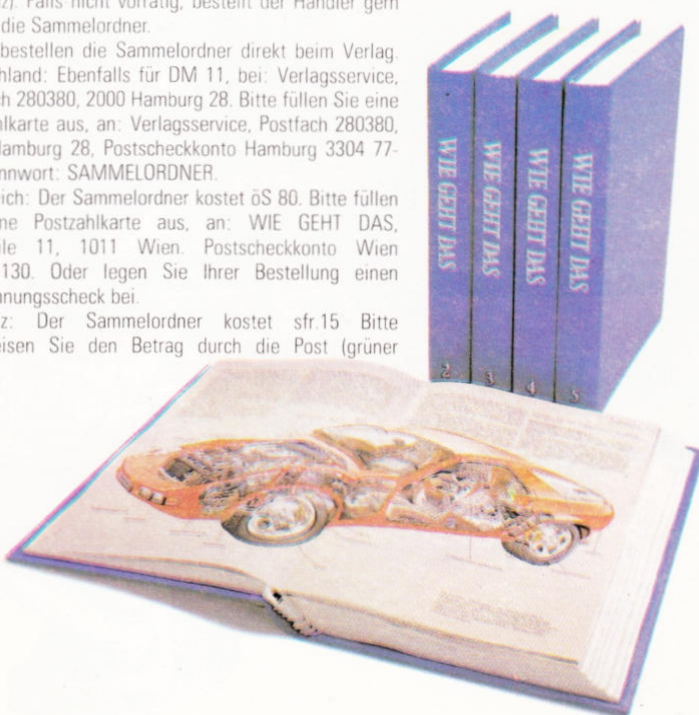 z). Falls nicht vorrätig, bestellt der Händler gern
die Sammelordner.
bestellen die Sammelordner direkt beim Verlag.
hland: Ebenfalls für DM 11, bei: Verlagsservice,
ch 280380, 2000 Hamburg 28. Bitte füllen Sie eine
hlkarte aus, an: Verlagsservice, Postfach 280380,
Hamburg 28, Postscheckkonto Hamburg 3304 77-
nnwort: SAMMELORDNER.
eich: Der Sammelordner kostet öS 80. Bitte füllen
ne Postzahlkarte aus, an: WIE GEHT DAS,
ile 11, 1011 Wien. Postscheckkonto Wien
130. Oder legen Sie Ihrer Bestellung einen
nungsscheck bei.
z: Der Sammelordner kostet sfr.15 Bitte
eisen Sie den Betrag durch die Post (grüner
WIE GEHT DAS
2
WIE GEHT DAS
3
WIE GEHT DAS
4
WIE GEHT DAS
5